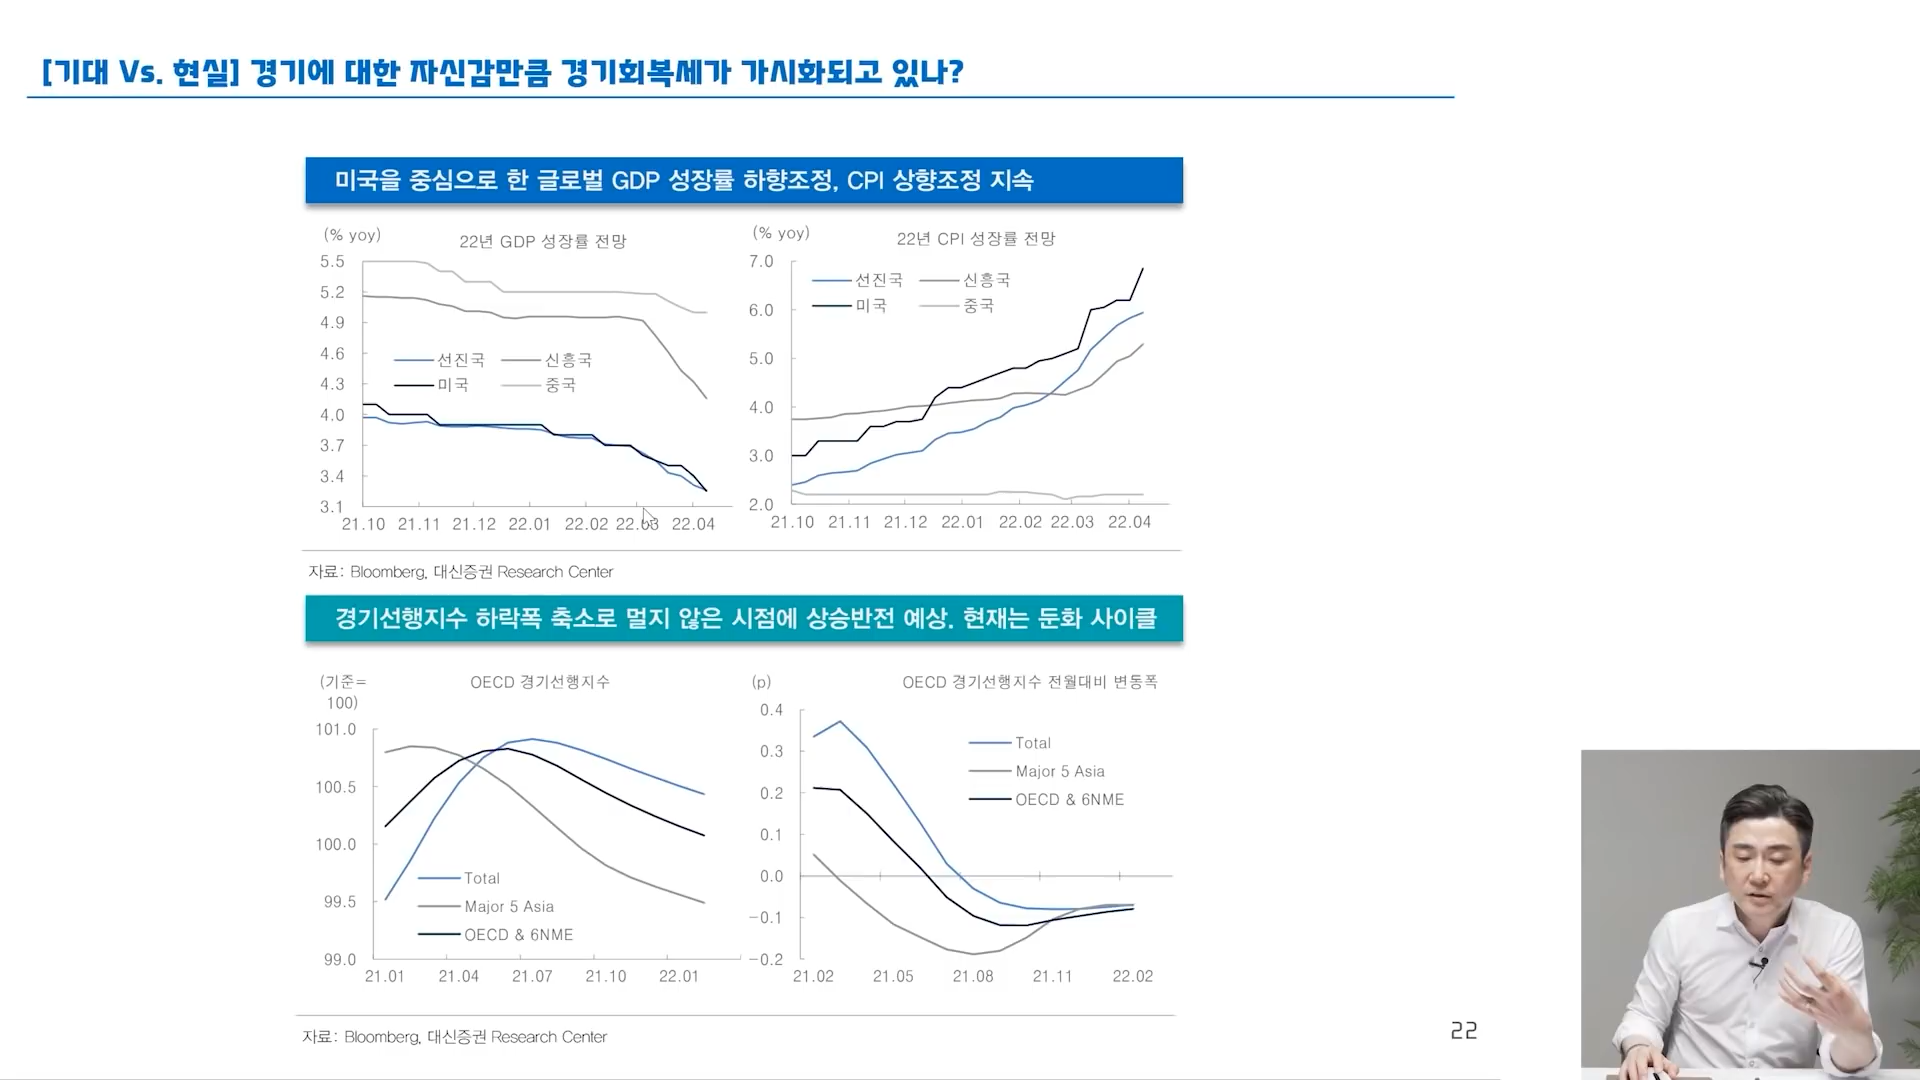 [기대 Vs. 현실] 경기에 대한 자신감만큼 경기회복세가 가시화되고 있나?
미국을 중심으로 한 글로벌 GDP 성장률 하향조정, CPI 상향조정 지속
(% yoy)
22년 GDP 성장률 전망
5.5
5.2
4.9
4.6
4.3
4.0
3.7
3.4
3.1
선진국 신흥국
미국 중국
21.10 21.11 21.12 22.01 22.02 22.03 22.04
(% yoy)
22년 CPI 성장률 전망
7.0
6.0
5.0
4.0
3.0
2.0
선진국 신흥국
미국 중국
21.10 21.11 21.12 22.01 22.02 22.03 22.04
자료: Bloomberg, 대신증권 Research Center
경기선행지수 하락폭 축소로 멀지 않은 시점에 상승반전 예상. 현재는 둔화 사이클
(기준=
100)
OECD 경기선행지수
101.0
100.5
100.0
99.5
99.0
Total
Major 5 Asia
OECD & 6NME
21.01 21.04 21.07 21.10 22.01
(p)
OECD 경기선행지수 전월대비 변동폭
0.4
0.3
0.2
0.1
0.0
-0.1
-0.2
Total
Major 5 Asia
OECD & 6NME
21.02 21.05 21.08 21.11 22.02
자료: Bloomberg, 대신증권 Research Center
22